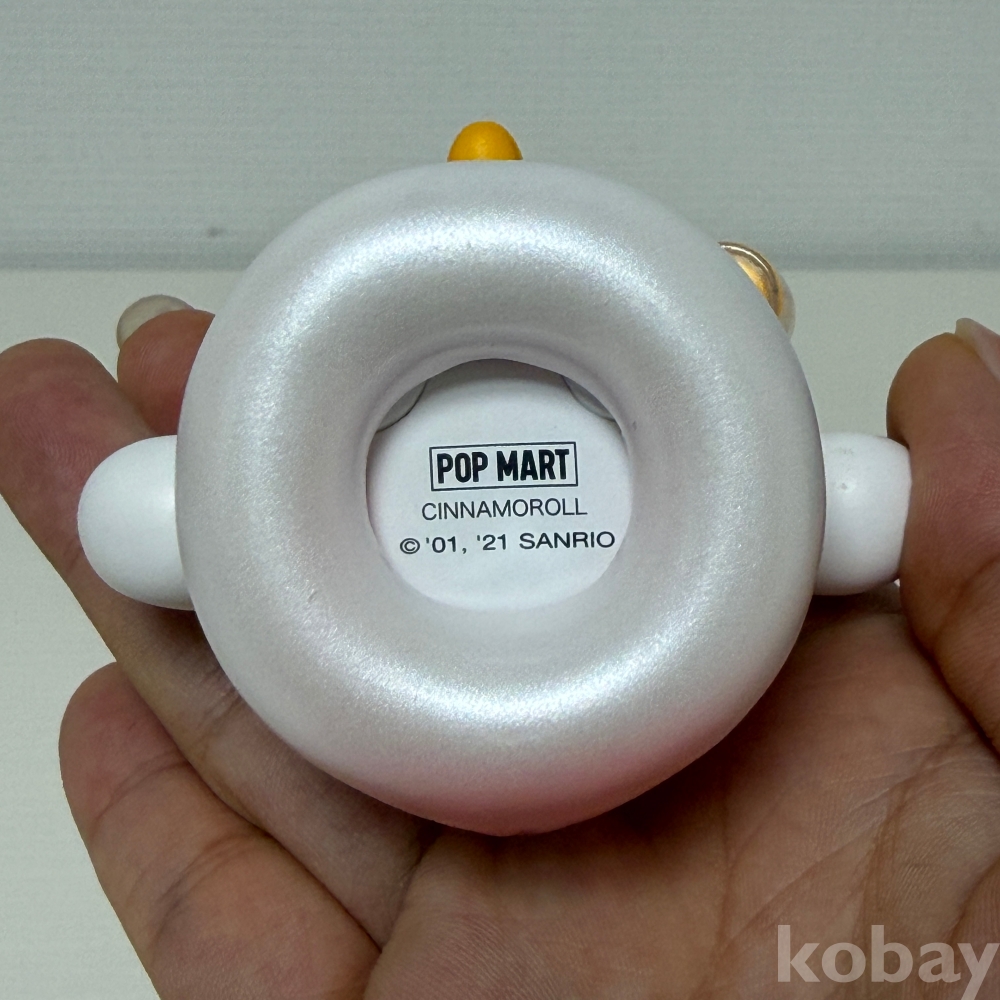 POP MART
CINNAMOROLL
© '01, '21 SANRIO
kobay